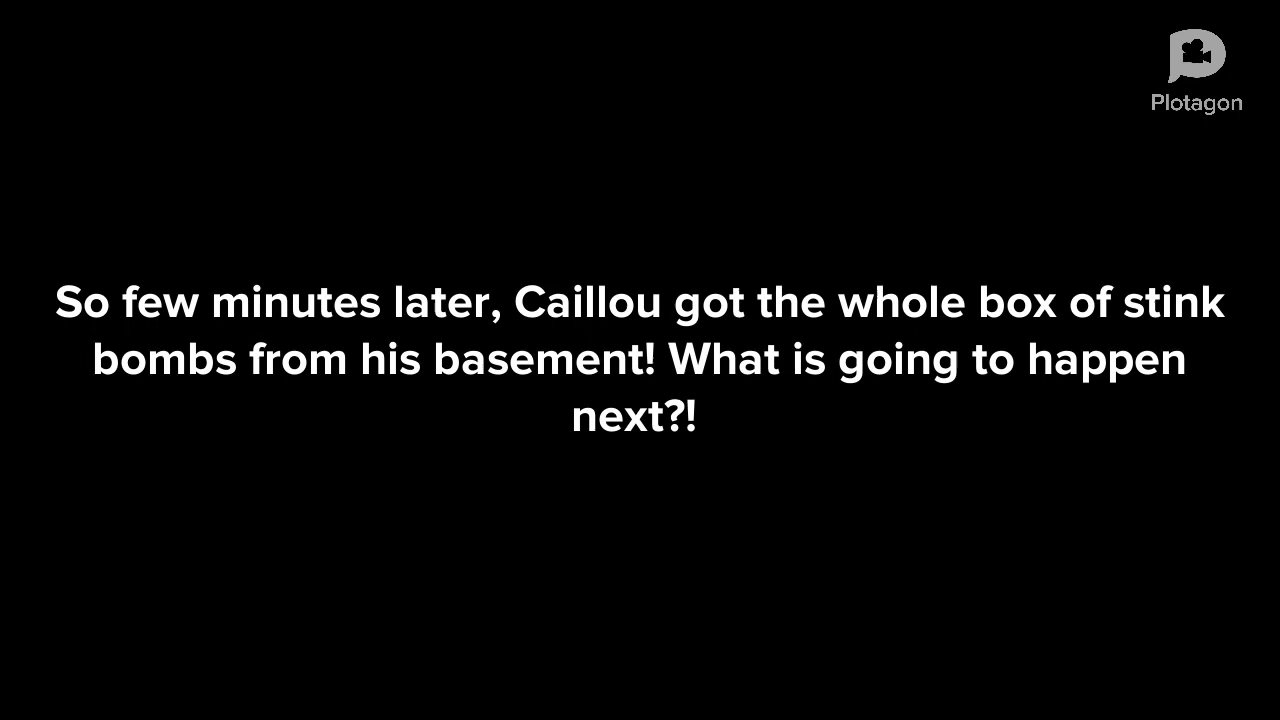 Plotagon
So few minutes later, Caillou got the whole box of stink
bombs from his basement! What is going to happen
next?!